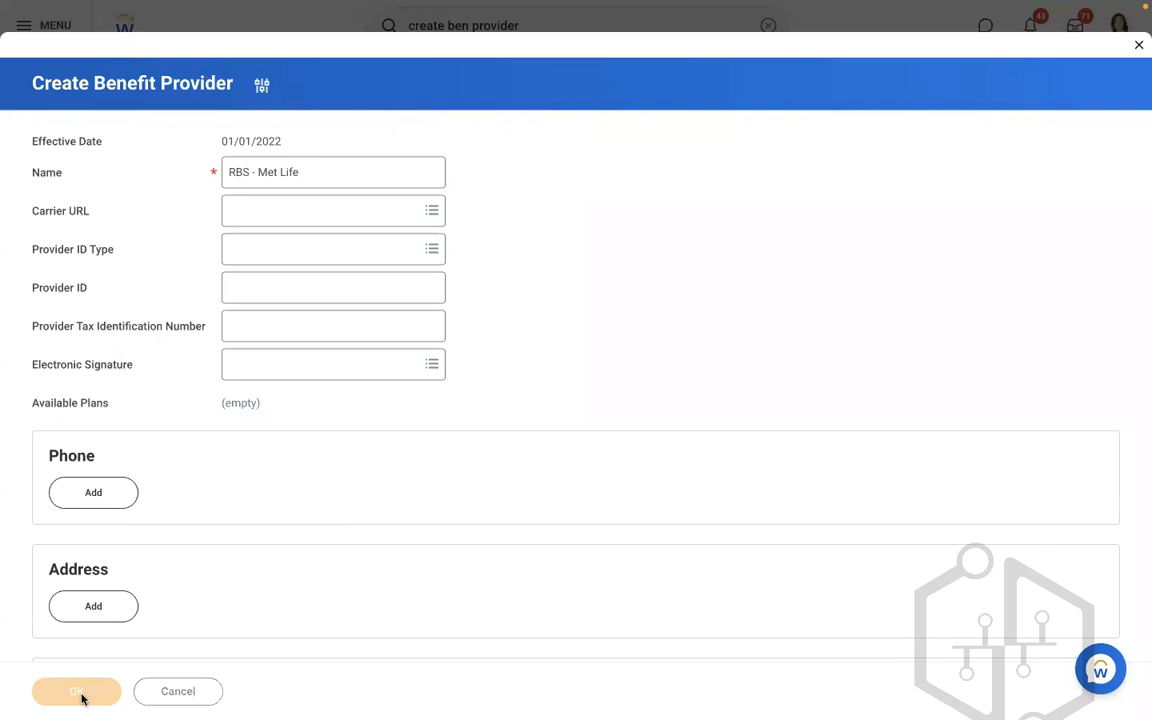 MENU
create ben provider
43
71
Create Benefit Provider
Effective Date
01/01/2022
Name
*
RBS - Met Life
Carrier URL
Provider ID Type
Provider ID
Provider Tax Identification Number
Electronic Signature
Available Plans
(empty)
Phone
Add
Address
Add
OK
Cancel